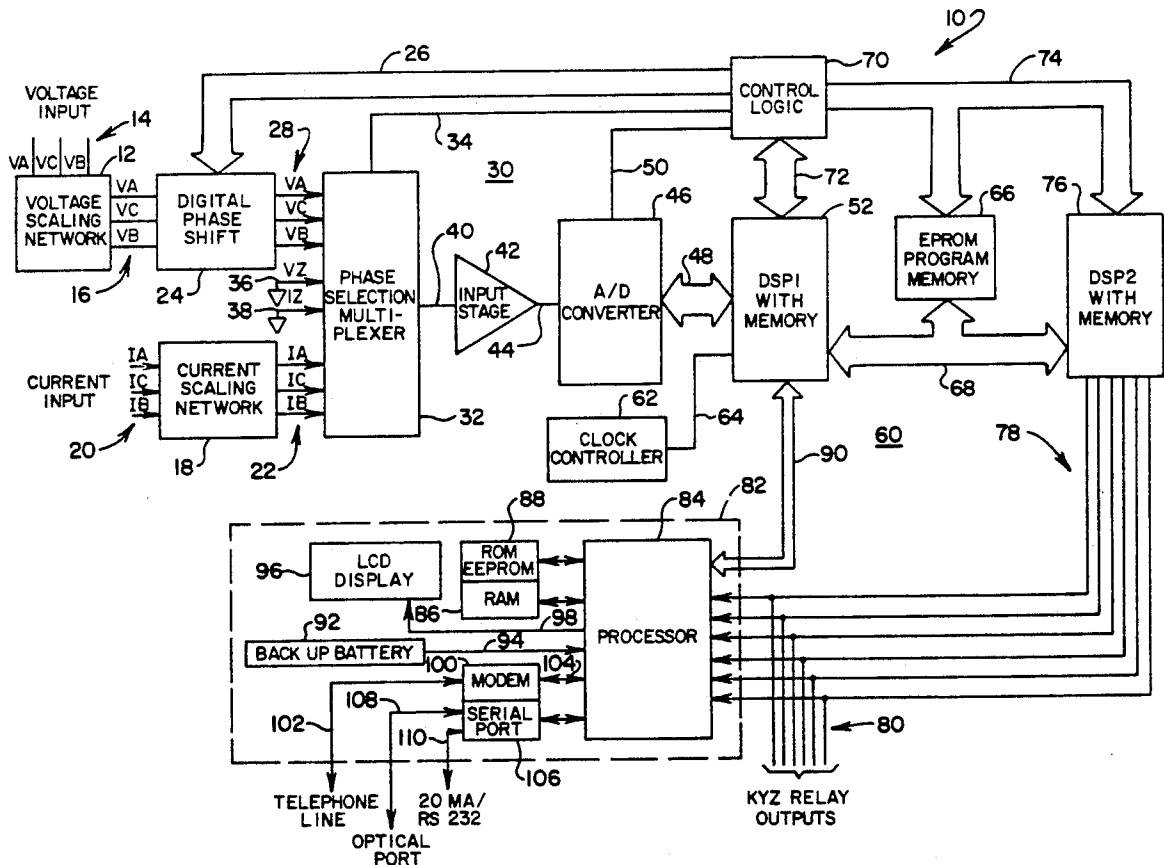 10
26
70
74
VOLTAGE
INPUT
CONTROL
LOGIC
14
28
34
VA VC VB
12
30
50
72
VA
VC
VB
VOLTAGE
SCALING
NETWORK
DIGITAL
PHASE
SHIFT
VA
VC
VB
46
52
66
76
16
24
36
VZ
38
IZ
PHASE
SELECTION
MULTI-
PLEXER
40
42
INPUT
STAGE
44
A/D
CONVERTER
48
DSP1
WITH
MEMORY
EPROM
PROGRAM
MEMORY
DSP2
WITH
MEMORY
68
CURRENT
INPUT
IA
IC
IB
20
CURRENT
SCALING
NETWORK
18
IA
IC
IB
22
32
62
CLOCK
CONTROLLER
64
60
90
78
82
88
84
96
LCD
DISPLAY
ROM
EEPROM
RAM
86
98
PROCESSOR
92
BACK UP BATTERY
94
100
104
MODEM
108
102
110
SERIAL
PORT
106
80
TELEPHONE
LINE
20 MA/
RS 232
OPTICAL
PORT
KYZ RELAY
OUTPUTS